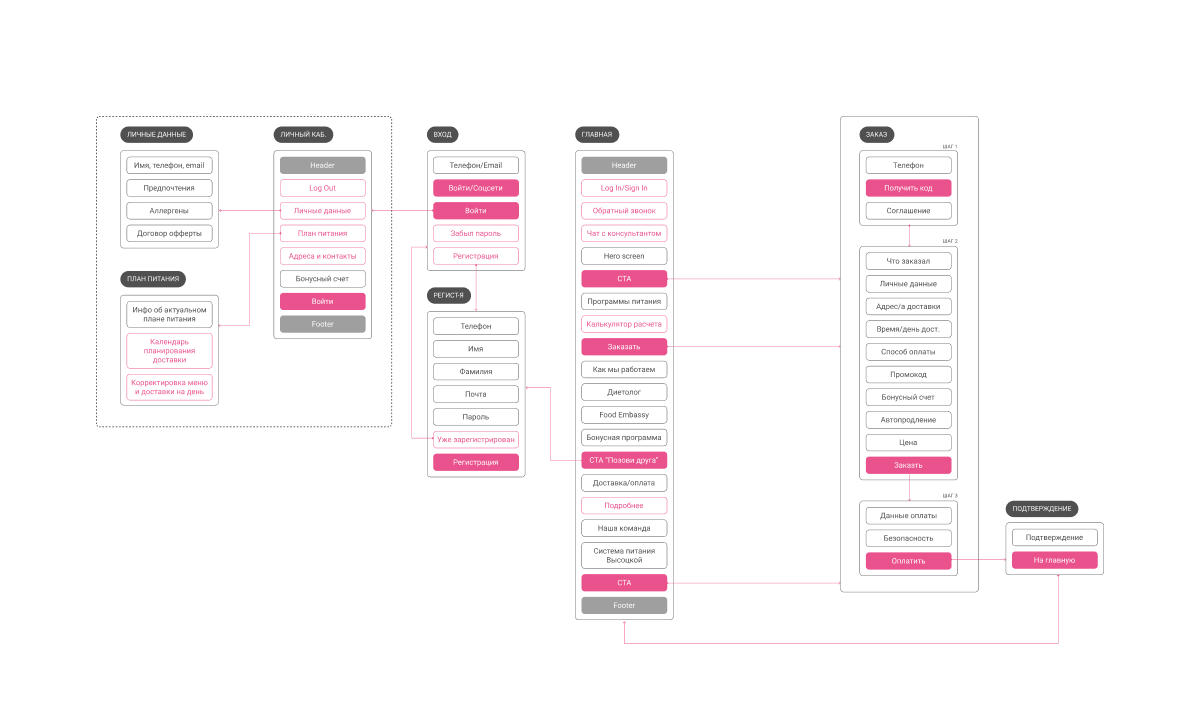 ЛИЧНЫЕ ДАННЫЕ
Имя, телефон, email
Предпочтения
Аллергены
Договор офферты
ПЛАН ПИТАНИЯ
Инфо об актуальном
плане питания
Календарь
планирования
доставки
Корректировка меню
и доставки на день
ЛИЧНЫЙ КАБ.
Header
Log Out
Личные данные
План питания
Адреса и контакты
Бонусный счет
Войти
Footer
ВХОД
Телефон/Email
Войти/Соцсети
Войти
Забыл пароль
Регистрация
РЕГИСТ-Я
Телефон
Имя
Фамилия
Почта
Пароль
Уже зарегистрирован
Регистрация
ГЛАВНАЯ
Header
Log In/Sign In
Обратный звонок
Чат с консультантом
Hero screen
CTA
Программы питания
Калькулятор расчета
Заказать
Как мы работаем
Диетолог
Food Embassy
Бонусная программа
CTA "Позови друга"
Доставка/оплата
Подробнее
Наша команда
Система питания
Высоцкой
CTA
Footer
ЗАКАЗ
ШАГ 1
Телефон
Получить код
Соглашение
ШАГ 2
Что заказал
Личные данные
Адрес/а доставки
Время/день дост.
Способ оплаты
Промокод
Бонусный счет
Автопродление
Цена
Заказть
ШАГ 3
Данные оплаты
Безопасность
Оплатить
ПОДТВЕРЖДЕНИЕ
Подтверждение
На главную